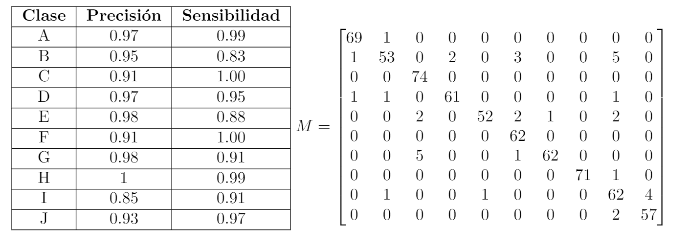 Clase Precisión Sensibilidad
A 0.97 0.99
B 0.95 0.83
C 0.91 1.00
D 0.97 0.95
E 0.98 0.88
F 0.91 1.00
G 0.98 0.91
H 1 0.99
I 0.85 0.91
J 0.93 0.97
M =
69 1 0 0 0 0 0 0 0 0
1 53 0 2 0 3 0 0 5 0
0 0 74 0 0 0 0 0 0 0
1 1 0 61 0 0 0 0 1 0
0 0 2 0 52 2 1 0 2 0
0 0 0 0 0 62 0 0 0 0
0 0 5 0 0 1 62 0 0 0
0 0 0 0 0 0 0 71 1 0
0 1 0 0 1 0 0 0 62 4
0 0 0 0 0 0 0 0 2 57